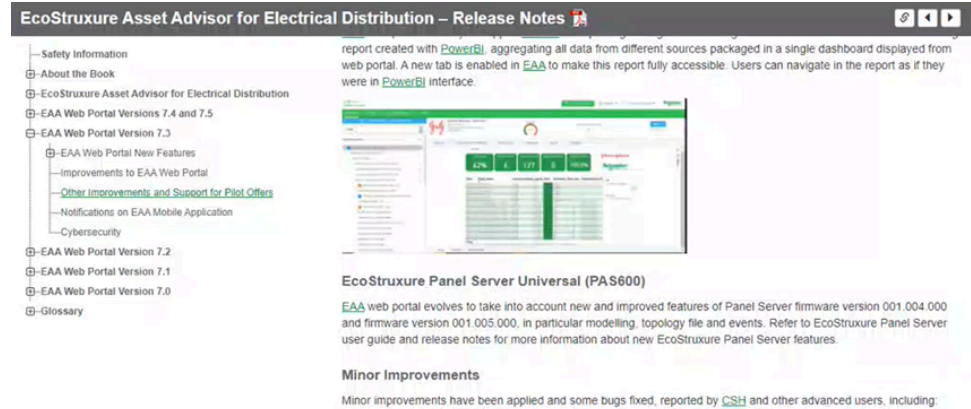 EcoStruxure Asset Advisor for Electrical Distribution – Release Notes
Safety Information
About the Book
EcoStruxure Asset Advisor for Electrical Distribution
EAA Web Portal Versions 7.4 and 7.5
EAA Web Portal Version 7.3
EAA Web Portal New Features
Improvements to EAA Web Portal
Other Improvements and Support for Pilot Offers
Notifications on EAA Mobile Application
Cybersecurity
EAA Web Portal Version 7.2
EAA Web Portal Version 7.1
EAA Web Portal Version 7.0
Glossary
report created with PowerBI, aggregating all data from different sources packaged in a single dashboard displayed from
web portal. A new tab is enabled in EAA to make this report fully accessible. Users can navigate in the report as if they
were in PowerBI interface.
62% 127 0
EcoStruxure Panel Server Universal (PAS600)
EAA web portal evolves to take into account new and improved features of Panel Server firmware version 001.004.000
and firmware version 001.005.000, in particular modelling, topology file and events. Refer to EcoStruxure Panel Server
user guide and release notes for more information about new EcoStruxure Panel Server features.
Minor Improvements
Minor improvements have been applied and some bugs fixed, reported by CSH and other advanced users, including: